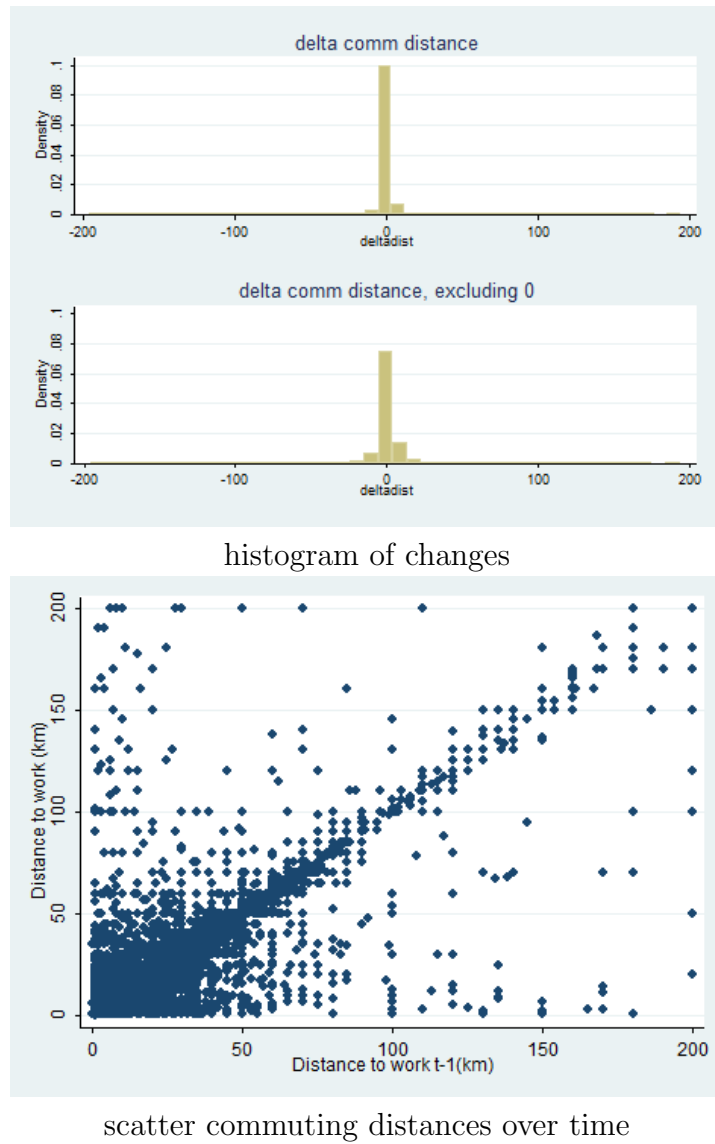 delta comm distance
Density
0 .02 .04 .06 .08 .1
-200 -100 0 100 200
deltadist
delta comm distance, excluding 0
Density
0 .02 .04 .06 .08 .1
-200 -100 0 100 200
deltadist
histogram of changes
Distance to work (km)
0 50 100 150 200
0 50 100 150 200
Distance to work t-1(km)
scatter commuting distances over time